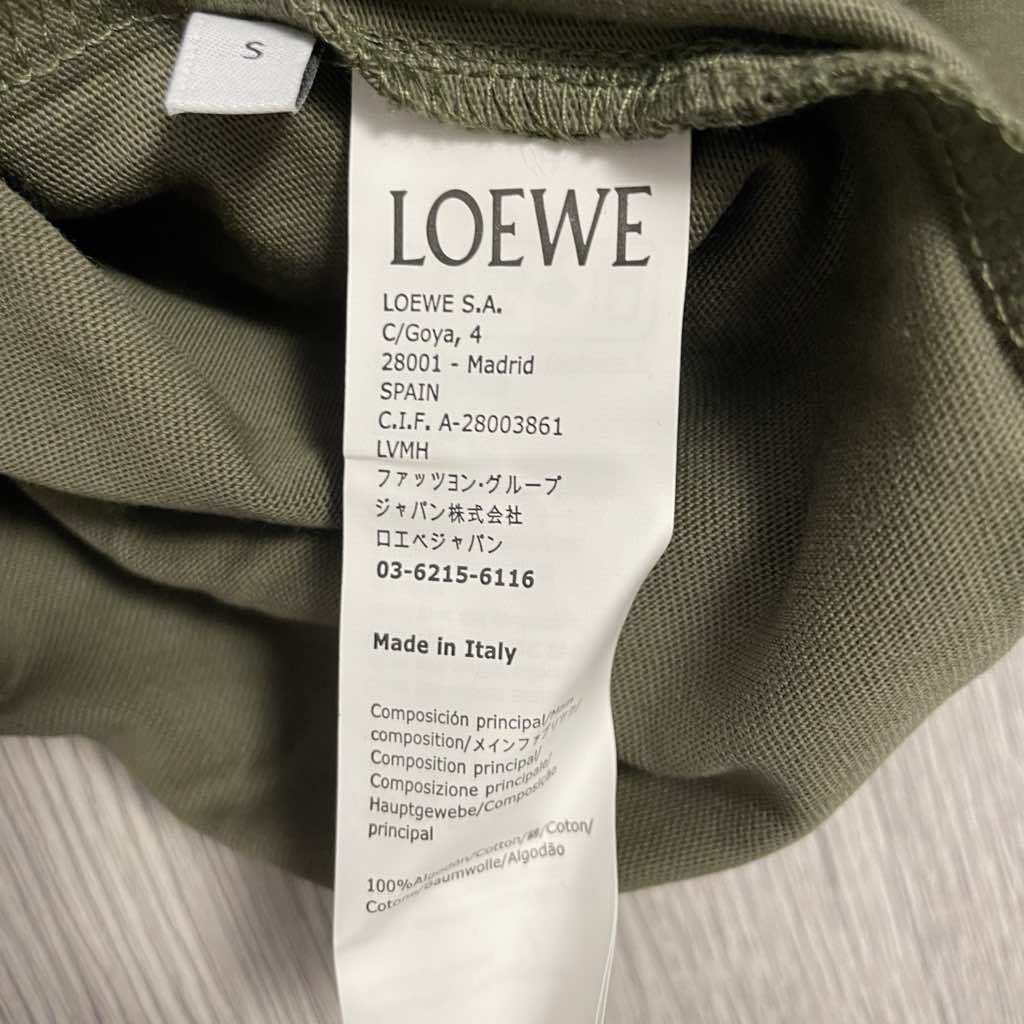 S
LOEWE
LOEWE S.A.
C/Goya, 4
28001 - Madrid
SPAIN
C.I.F. A-28003861
LVMH
ファッツヨン・グループ
ジャパン株式会社
ロエベジャパン
03-6215-6116
Made in Italy
Composición principal/Main
composition/メインファブリック/
Composition principal/
Composizione principale/
Hauptgewebe/Composição
principal
100%Algodón/Cotton/綿/Coton/
Cotone/Baumwolle/Algodão